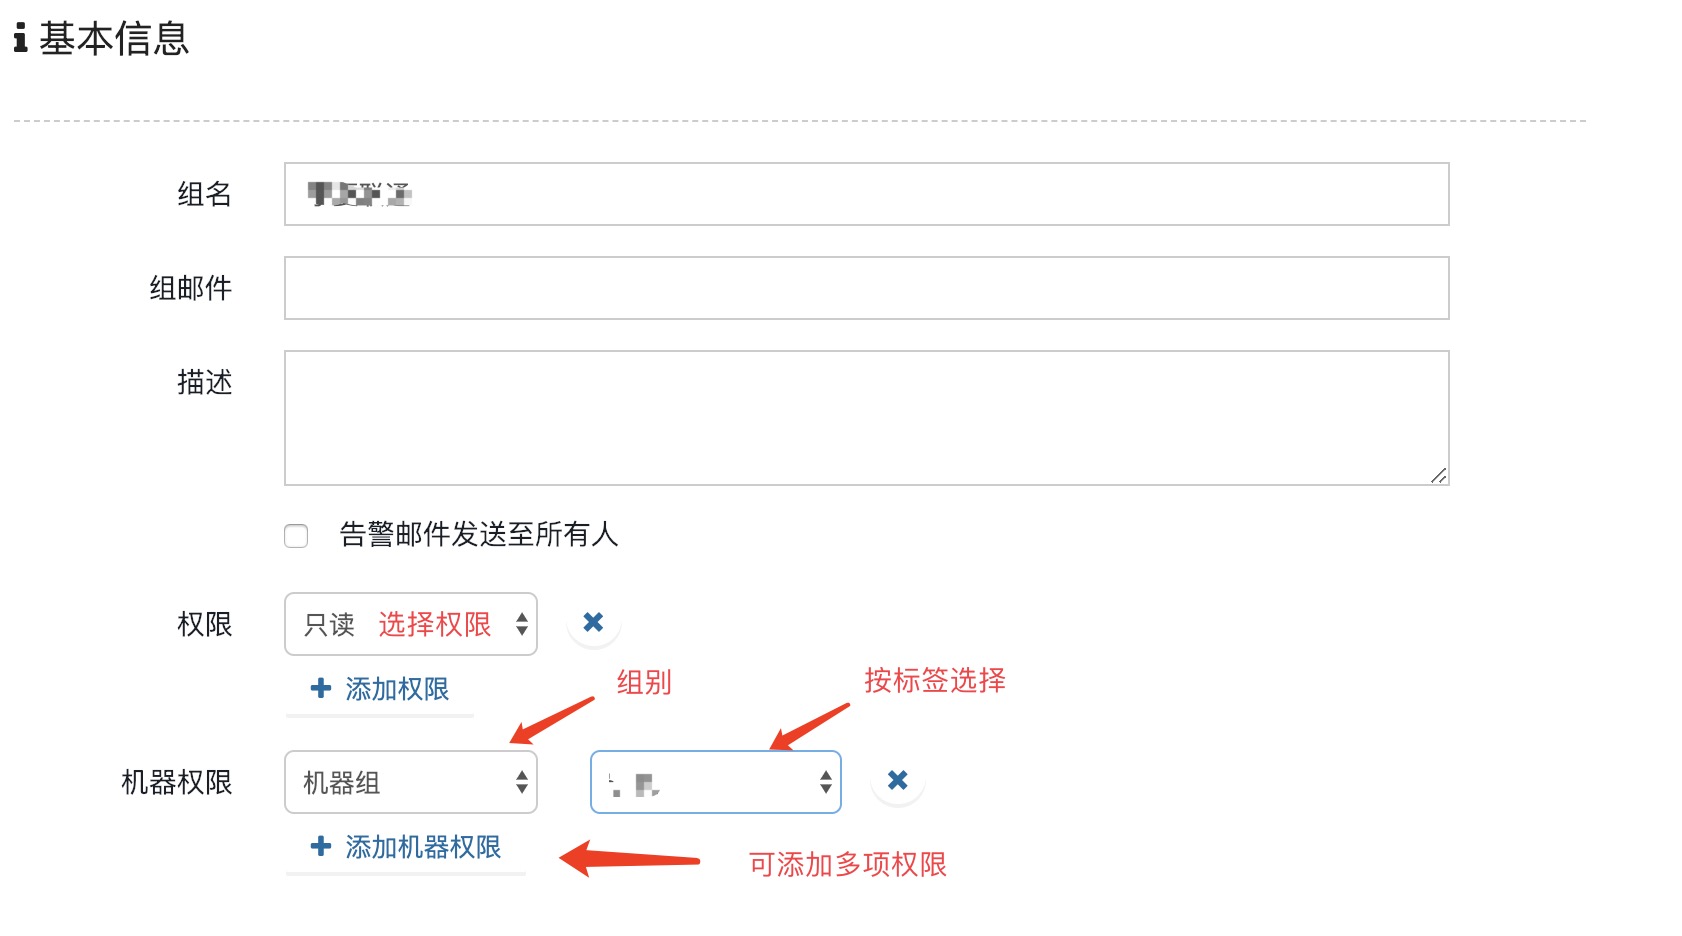 基本信息
组名
组邮件
描述
告警邮件发送至所有人
权限 只读 选择权限
添加权限
组别 按标签选择
机器权限 机器组
添加机器权限 可添加多项权限